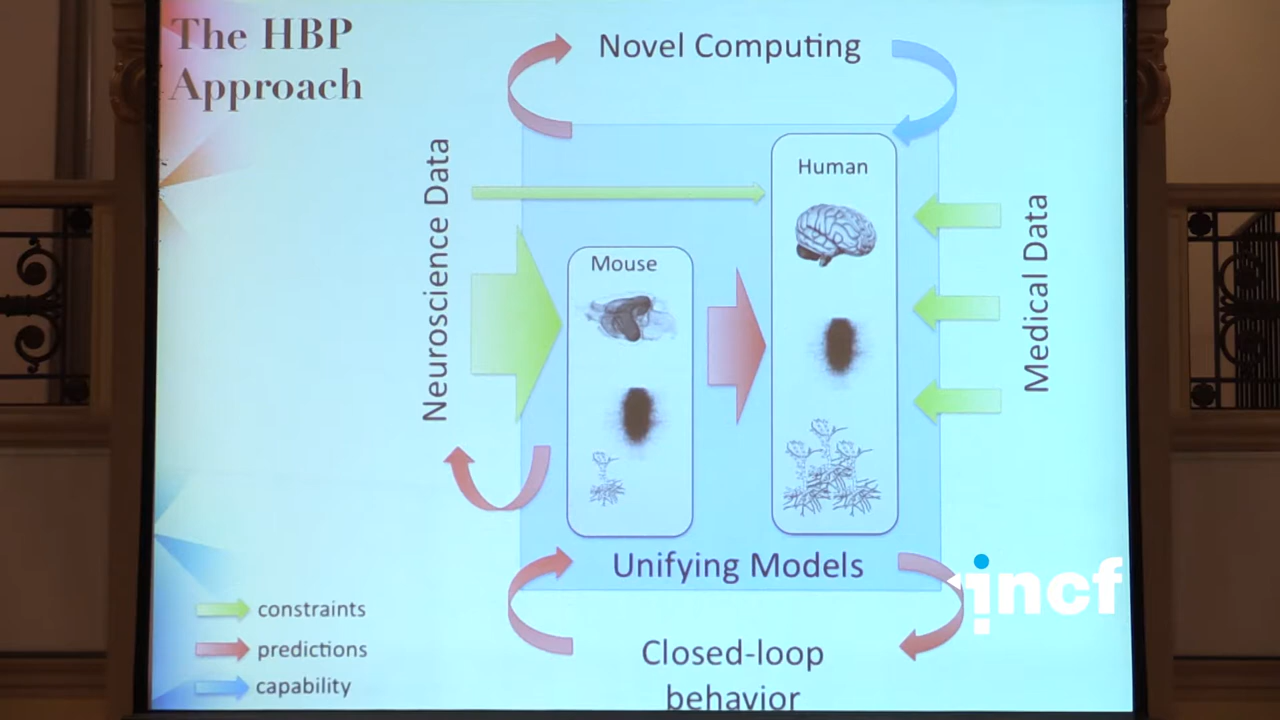 The HBP
Approach
Novel Computing
Neuroscience Data
Human
Mouse
Medical Data
Unifying Models
incf
constraints
predictions
capability
Closed-loop
behavior